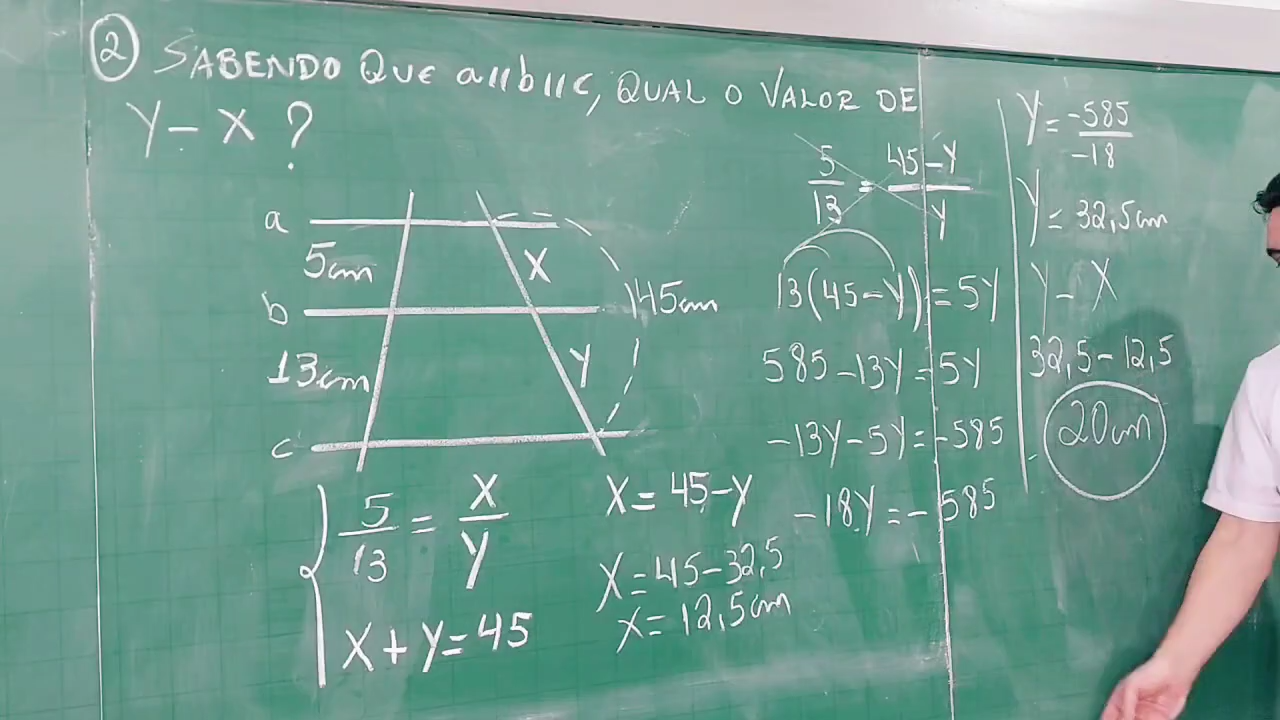 ② SABENDO QUE a//b//c, QUAL O VALOR DE
Y - X ?
a
5cm
X
b
45cm
13cm
Y
c
5/13 = X/Y
X + Y = 45
X = 45 - Y
X = 45 - 32,5
X = 12,5cm
5/13 = 45 - Y/Y
13(45 - Y) = 5Y
585 - 13Y = 5Y
-13Y - 5Y = -585
-18Y = -585
Y = -585/-18
Y = 32,5cm
Y - X
32,5 - 12,5
20cm